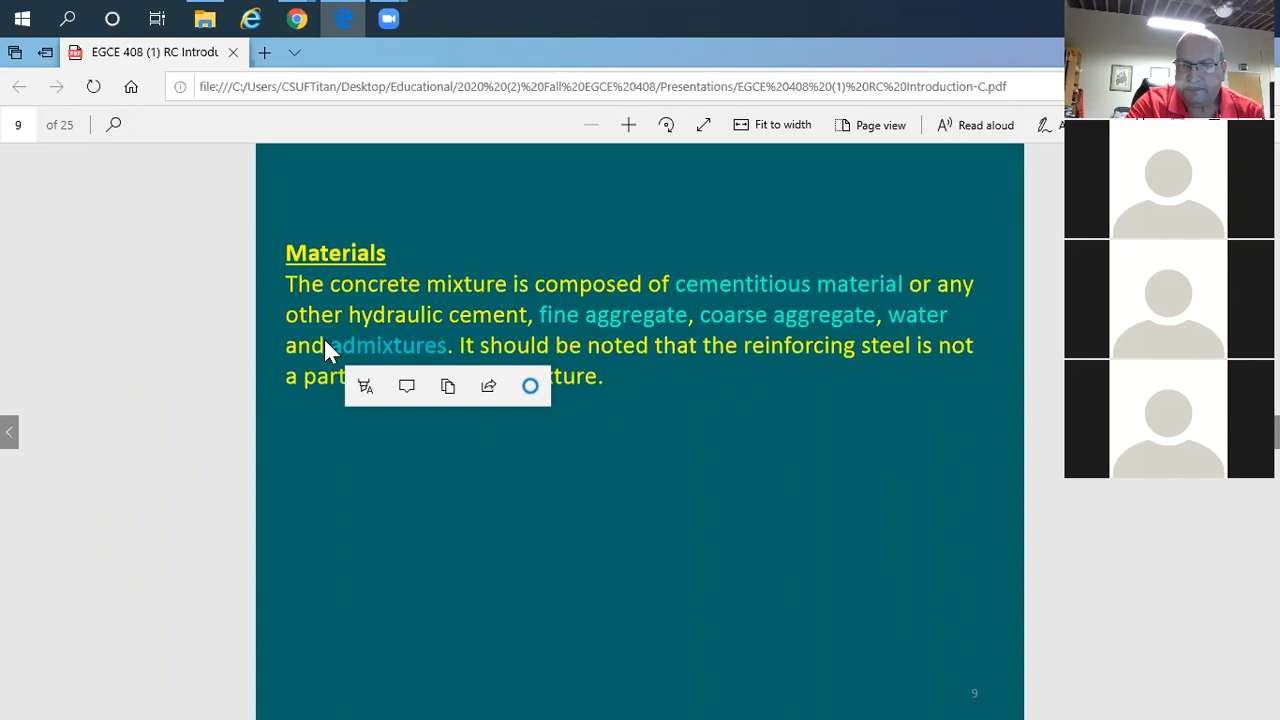 EGCE 408 (1) RC Introdu
file:///C:/Users/CSUFTitan/Desktop/Educational/2020%20(2)%20Fall%20EGCE%20408/Presentations/EGCE%20408%20(1)%20RC%20Introduction-C.pdf
9 of 25
Fit to width
Page view
Read aloud
Materials
The concrete mixture is composed of cementitious material or any
other hydraulic cement, fine aggregate, coarse aggregate, water
and admixtures. It should be noted that the reinforcing steel is not
a part xture.
9